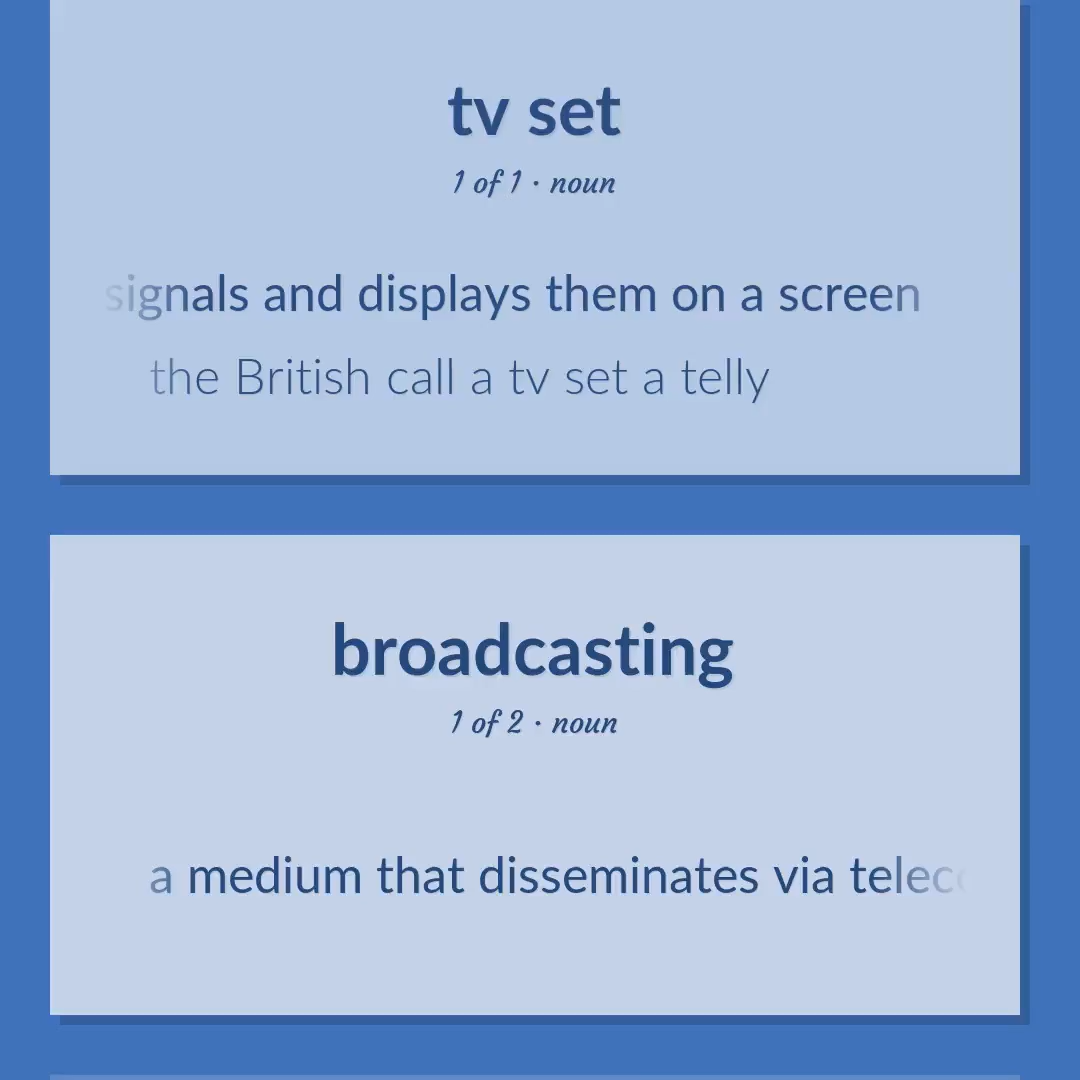 tv set
1 of 1 · noun
signals and displays them on a screen
the British call a tv set a telly
broadcasting
1 of 2 · noun
a medium that disseminates via